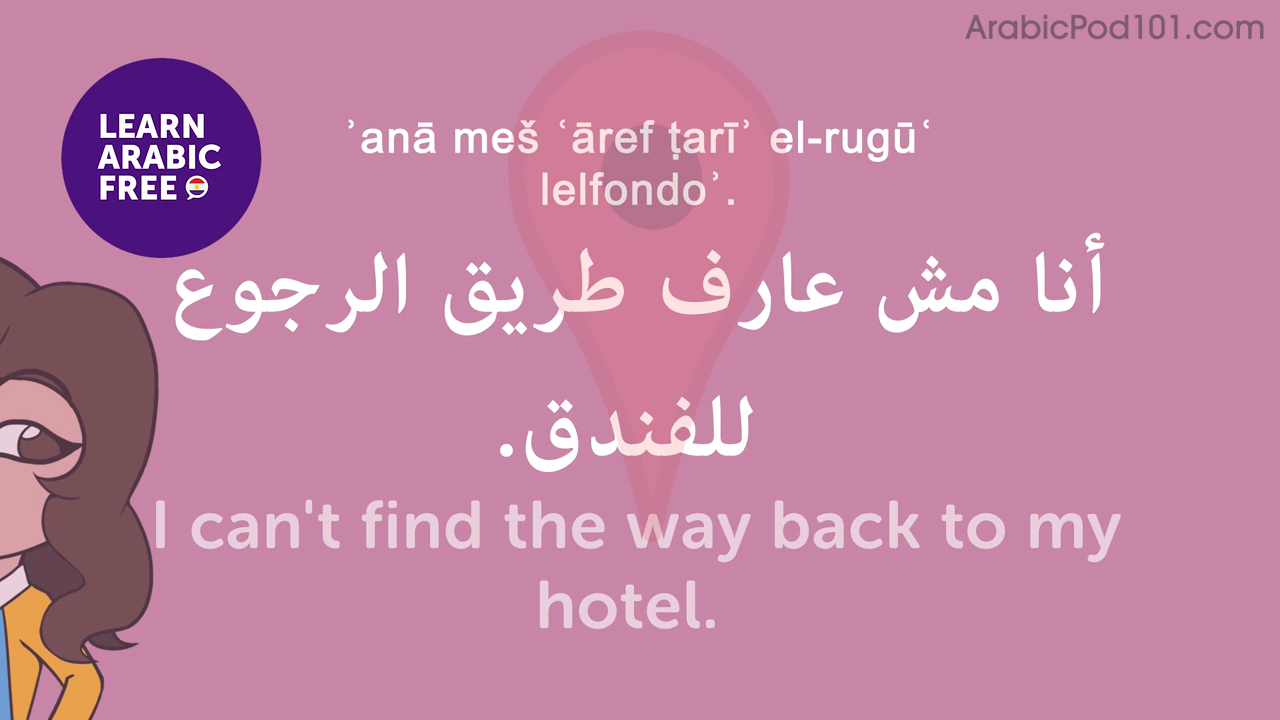 ArabicPod101.com
LEARN
ARABIC
FREE
ʾanā meš ʿāref ṭarīʾ el-rugūʿ
lelfondoʾ.
أنا مش عارف طريق الرجوع
للفندق.
I can't find the way back to my
hotel.